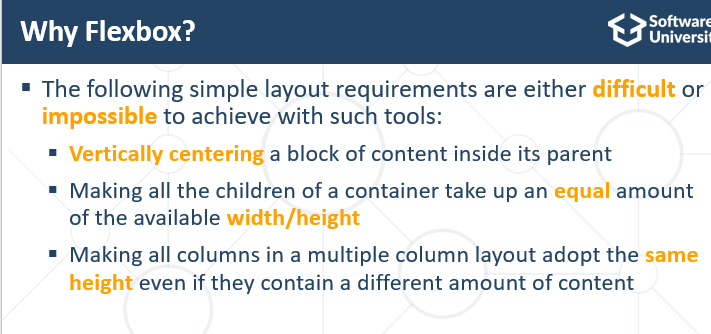 Why Flexbox?
Software
Universit
▪ The following simple layout requirements are either difficult or
impossible to achieve with such tools:
▪ Vertically centering a block of content inside its parent
▪ Making all the children of a container take up an equal amount
of the available width/height
▪ Making all columns in a multiple column layout adopt the same
height even if they contain a different amount of content